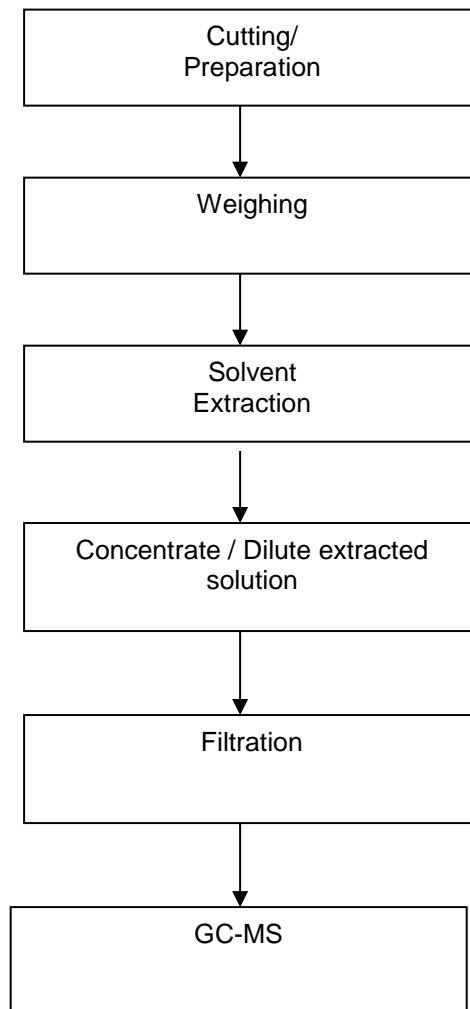 Cutting/
Preparation
Weighing
Solvent
Extraction
Concentrate / Dilute extracted
solution
Filtration
GC-MS